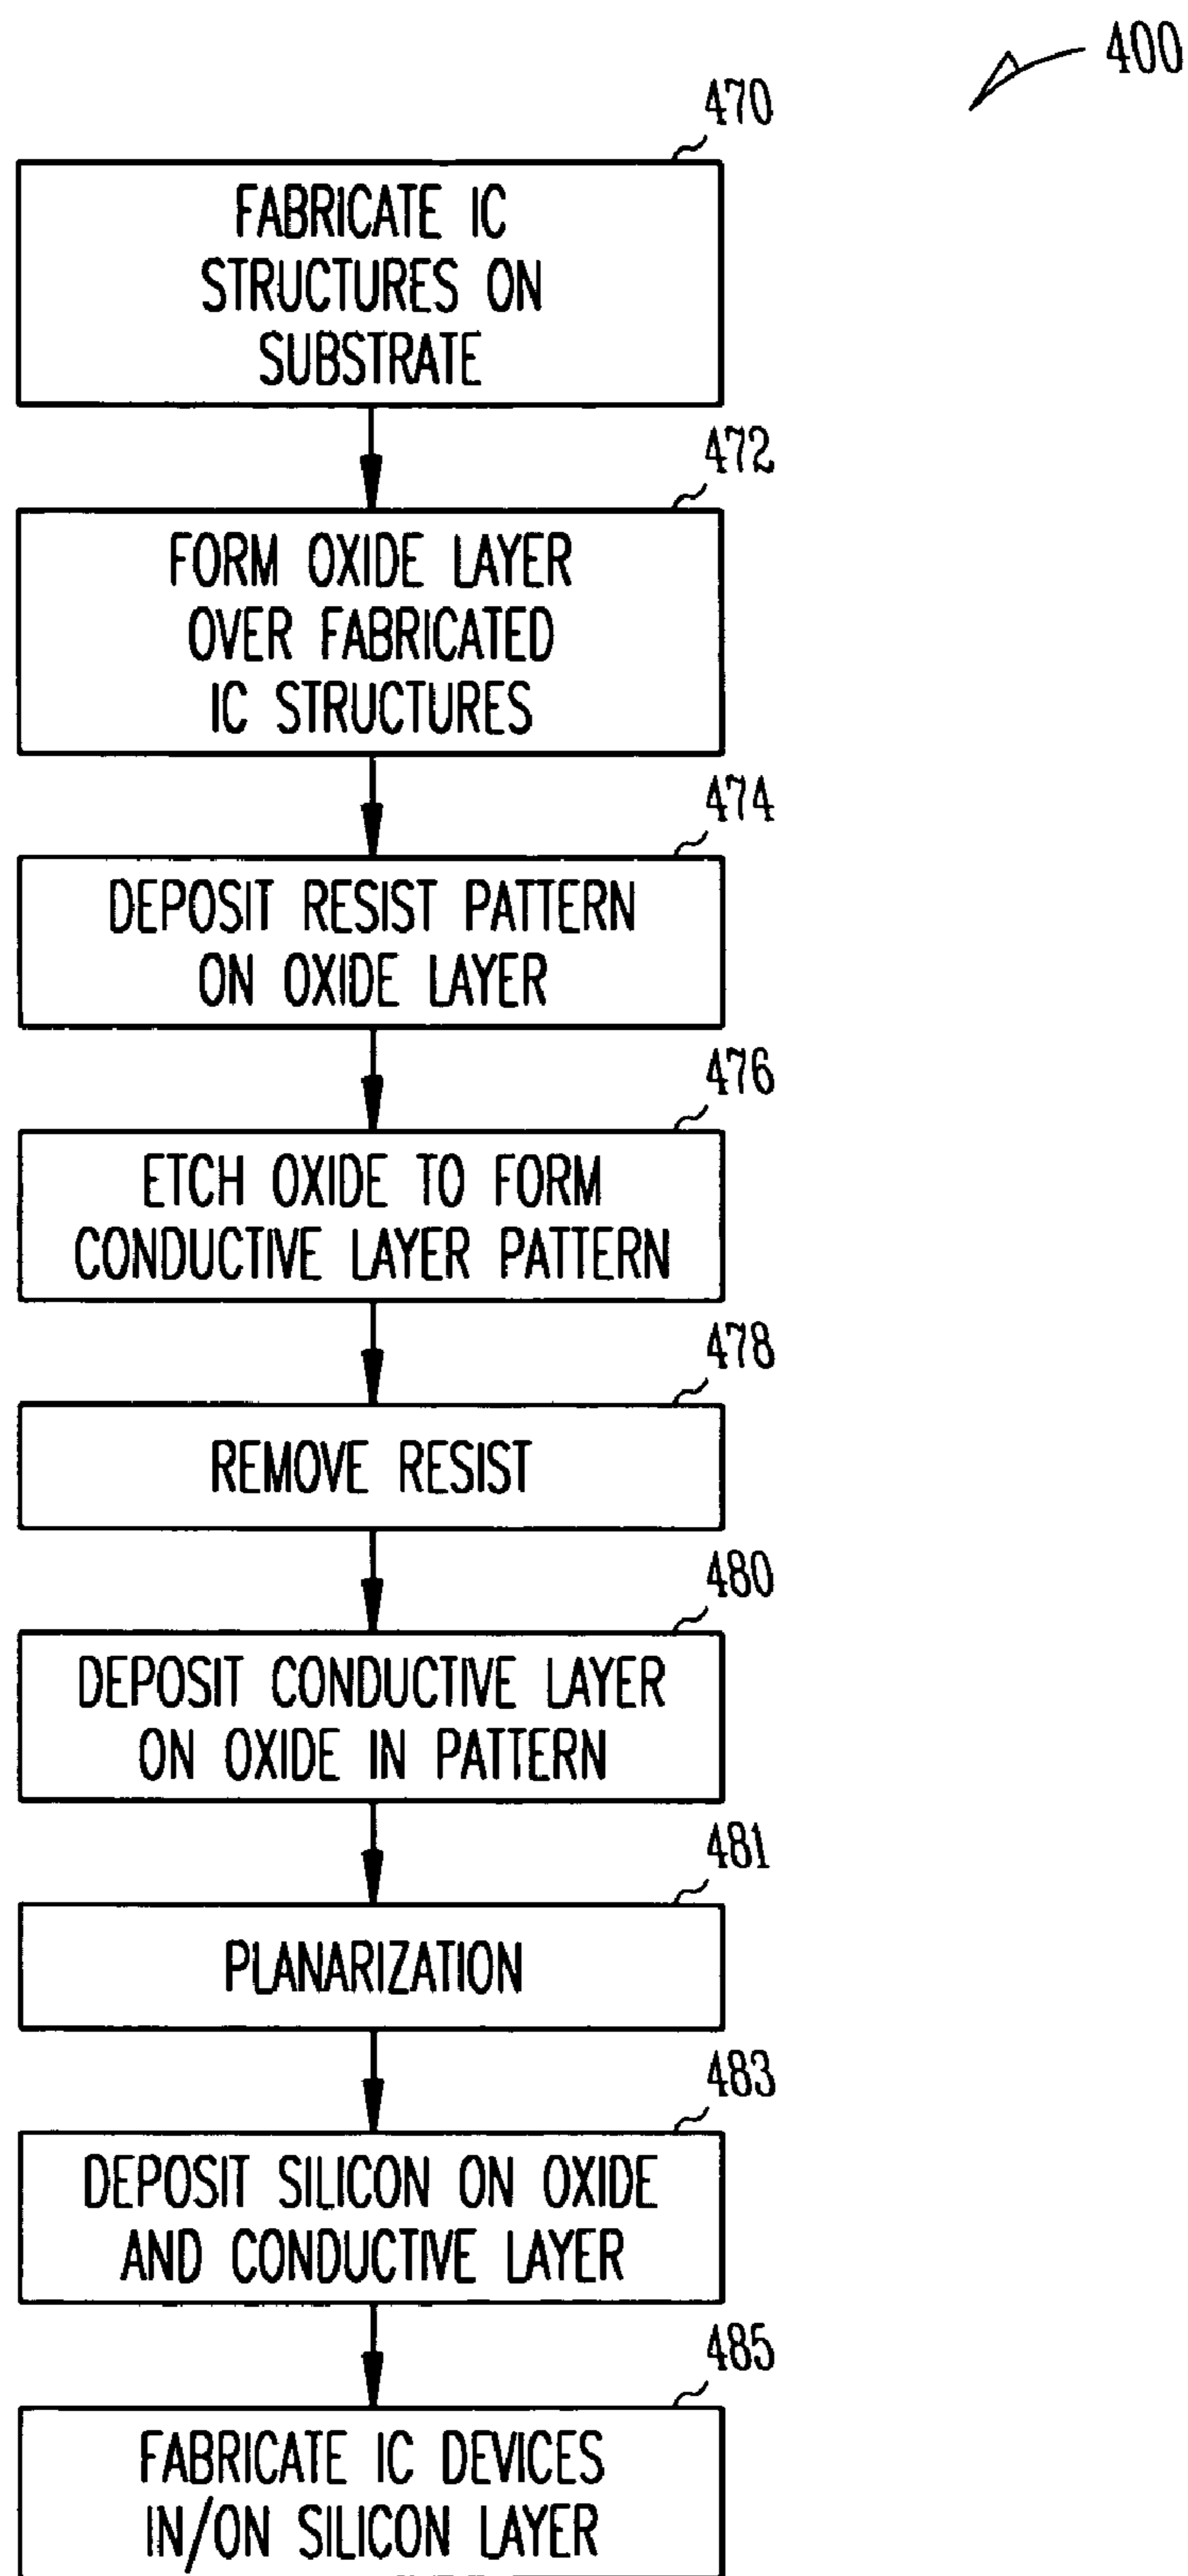 400
470
FABRICATE IC
STRUCTURES ON
SUBSTRATE
472
FORM OXIDE LAYER
OVER FABRICATED
IC STRUCTURES
474
DEPOSIT RESIST PATTERN
ON OXIDE LAYER
476
ETCH OXIDE TO FORM
CONDUCTIVE LAYER PATTERN
478
REMOVE RESIST
480
DEPOSIT CONDUCTIVE LAYER
ON OXIDE IN PATTERN
481
PLANARIZATION
483
DEPOSIT SILICON ON OXIDE
AND CONDUCTIVE LAYER
485
FABRICATE IC DEVICES
IN/ON SILICON LAYER